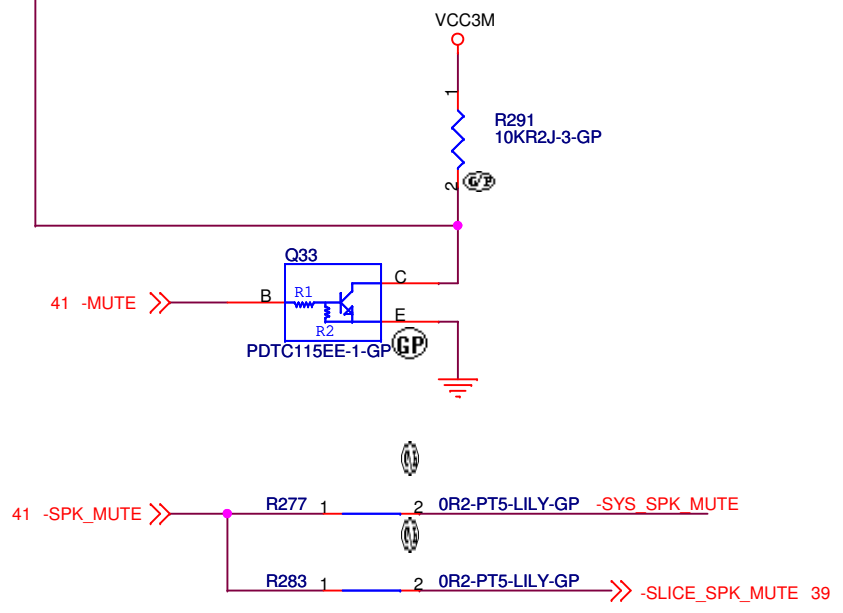 VCC3M
1
R291
10KR2J-3-GP
2
G/P
Q33
C
41 -MUTE
B
R1
E
R2
PDTC115EE-1-GP
GP
41 -SPK_MUTE
R277
1
2
0R2-PT5-LILY-GP
-SYS_SPK_MUTE
R283
1
2
0R2-PT5-LILY-GP
-SLICE_SPK_MUTE 39